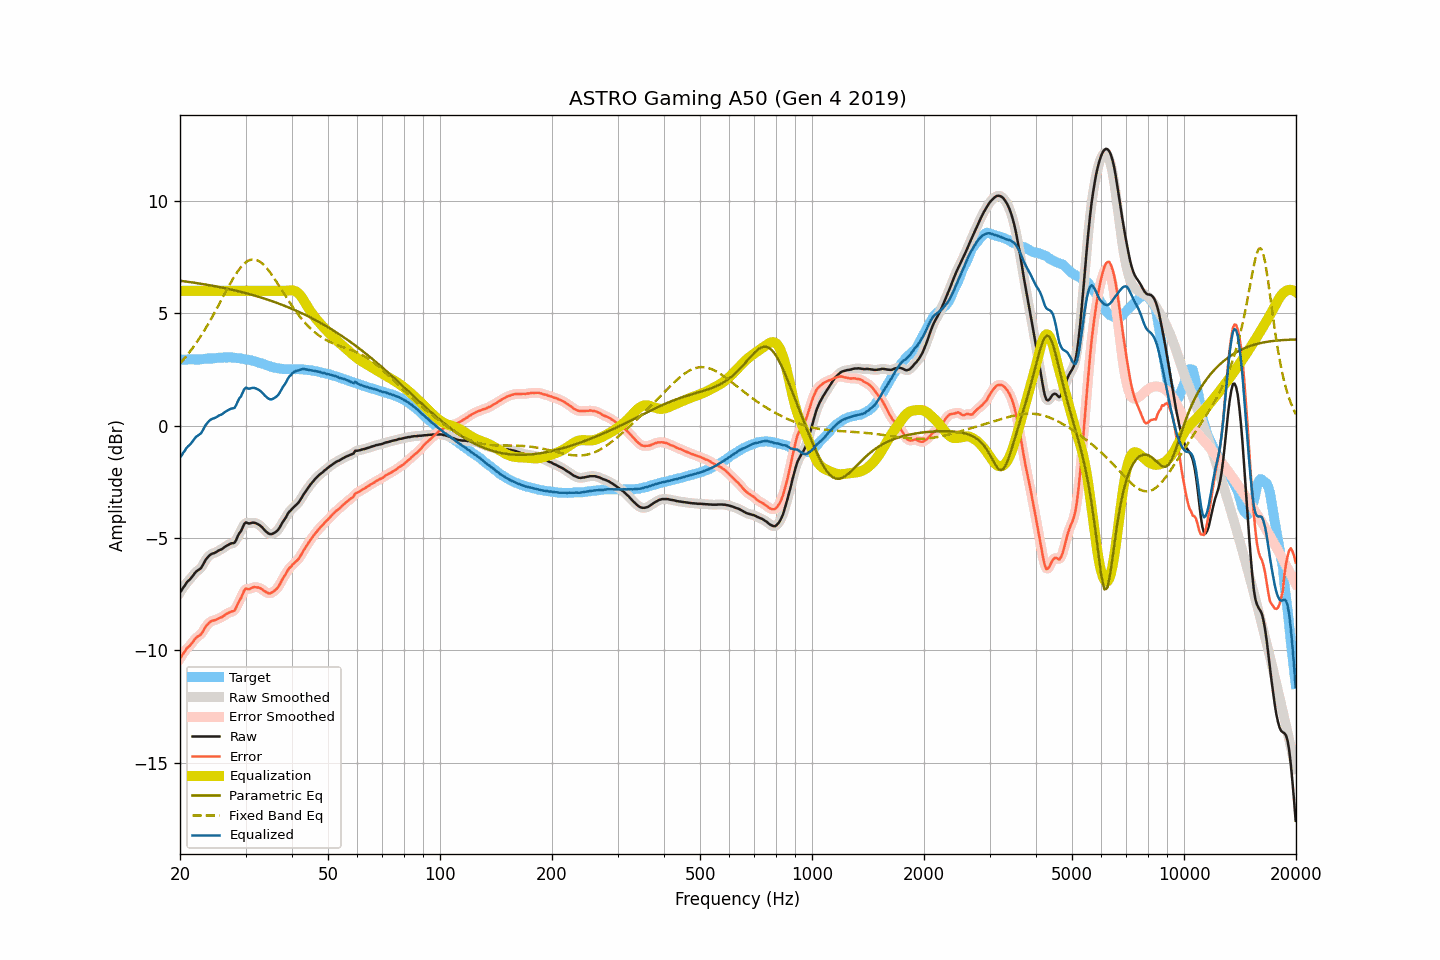 ASTRO Gaming A50 (Gen 4 2019)
Amplitude (dBr)
10
5
0
−5
−10
−15
Target
Raw Smoothed
Error Smoothed
Raw
Error
Equalization
Parametric Eq
Fixed Band Eq
Equalized
20 50 100 200 500 1000 2000 5000 10000 20000
Frequency (Hz)